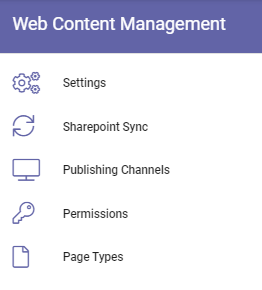 Web Content Management
Settings
Sharepoint Sync
Publishing Channels
Permissions
Page Types